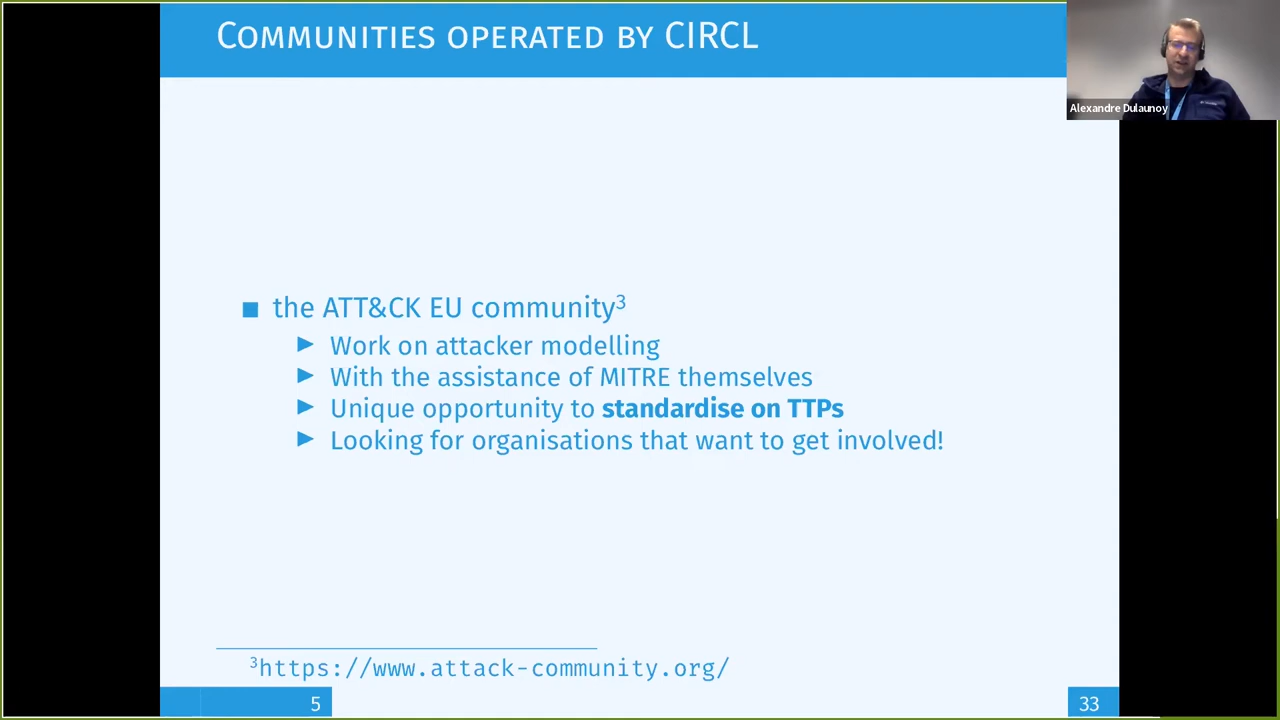 COMMUNITIES OPERATED BY CIRCL
Alexandre Dulaunoy
■ the ATT&CK EU community³
▶ Work on attacker modelling
▶ With the assistance of MITRE themselves
▶ Unique opportunity to standardise on TTPs
▶ Looking for organisations that want to get involved!
³https://www.attack-community.org/
5
33